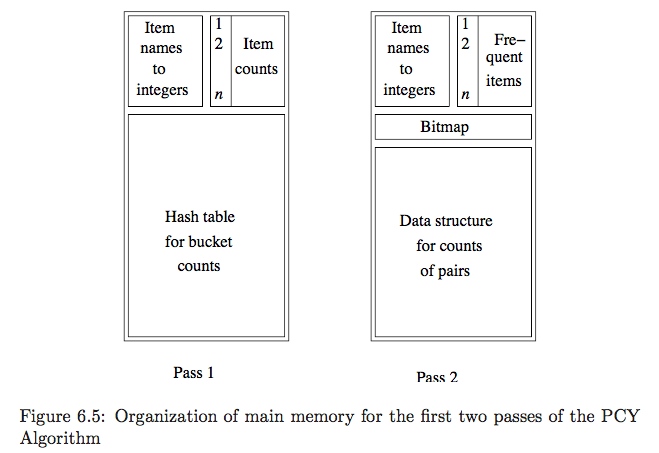 Item
names
to
integers
1
2
n
Item
counts
Hash table
for bucket
counts
Pass 1
Item
names
to
integers
1
2
n
Fre–
quent
items
Bitmap
Data structure
for counts
of pairs
Pass 2
Figure 6.5: Organization of main memory for the first two passes of the PCY
Algorithm